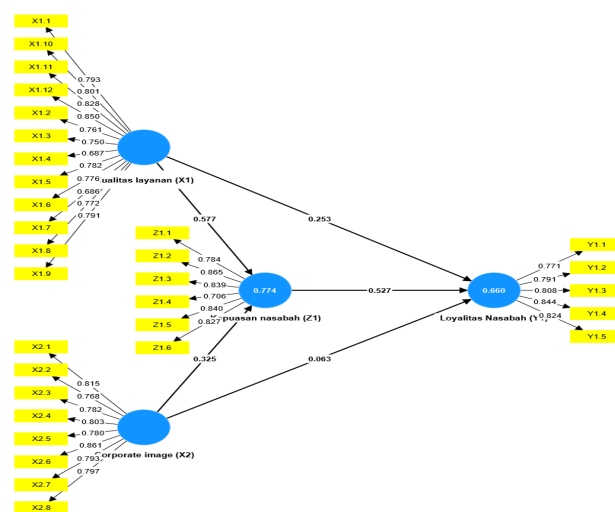 X1.1
X1.10
X1.11
X1.12
X1.2
X1.3
X1.4
X1.5
X1.6
X1.7
X1.8
X1.9
0.793
0.801
0.828
0.850
0.761
0.750
0.687
0.782
0.776
0.686
0.772
0.791
ualitas layanan (X1)
0.577
0.253
Z1.1
Z1.2
Z1.3
Z1.4
Z1.5
Z1.6
0.784
0.865
0.839
0.706
0.840
0.827
0.774
puasan nasabah (Z1)
0.527
0.660
Loyalitas Nasabah (Y
0.771
0.791
0.808
0.844
0.824
Y1.1
Y1.2
Y1.3
Y1.4
Y1.5
0.325
0.063
X2.1
X2.2
X2.3
X2.4
X2.5
X2.6
X2.7
X2.8
0.815
0.768
0.782
0.803
0.780
0.861
0.793
0.797
orporate image (X2)